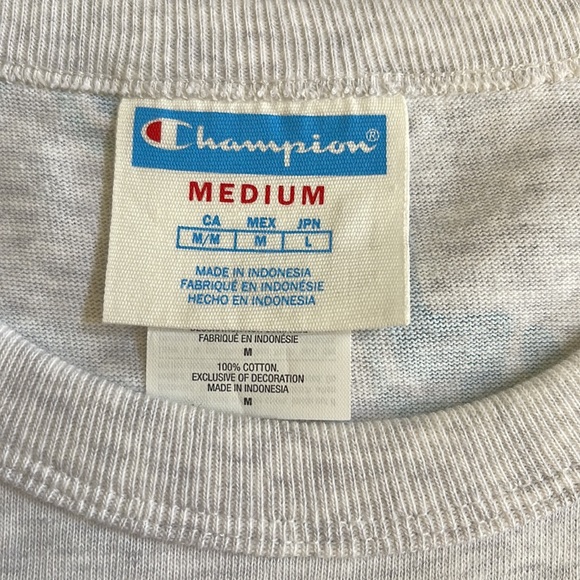 Champion®
MEDIUM
CA MEX JPN
M/M M L
MADE IN INDONESIA
FABRIQUÉ EN INDONÉSIE
HECHO EN INDONESIA
FABRIQUÉ EN INDONÉSIE
M
100% COTTON.
EXCLUSIVE OF DECORATION
MADE IN INDONESIA
M